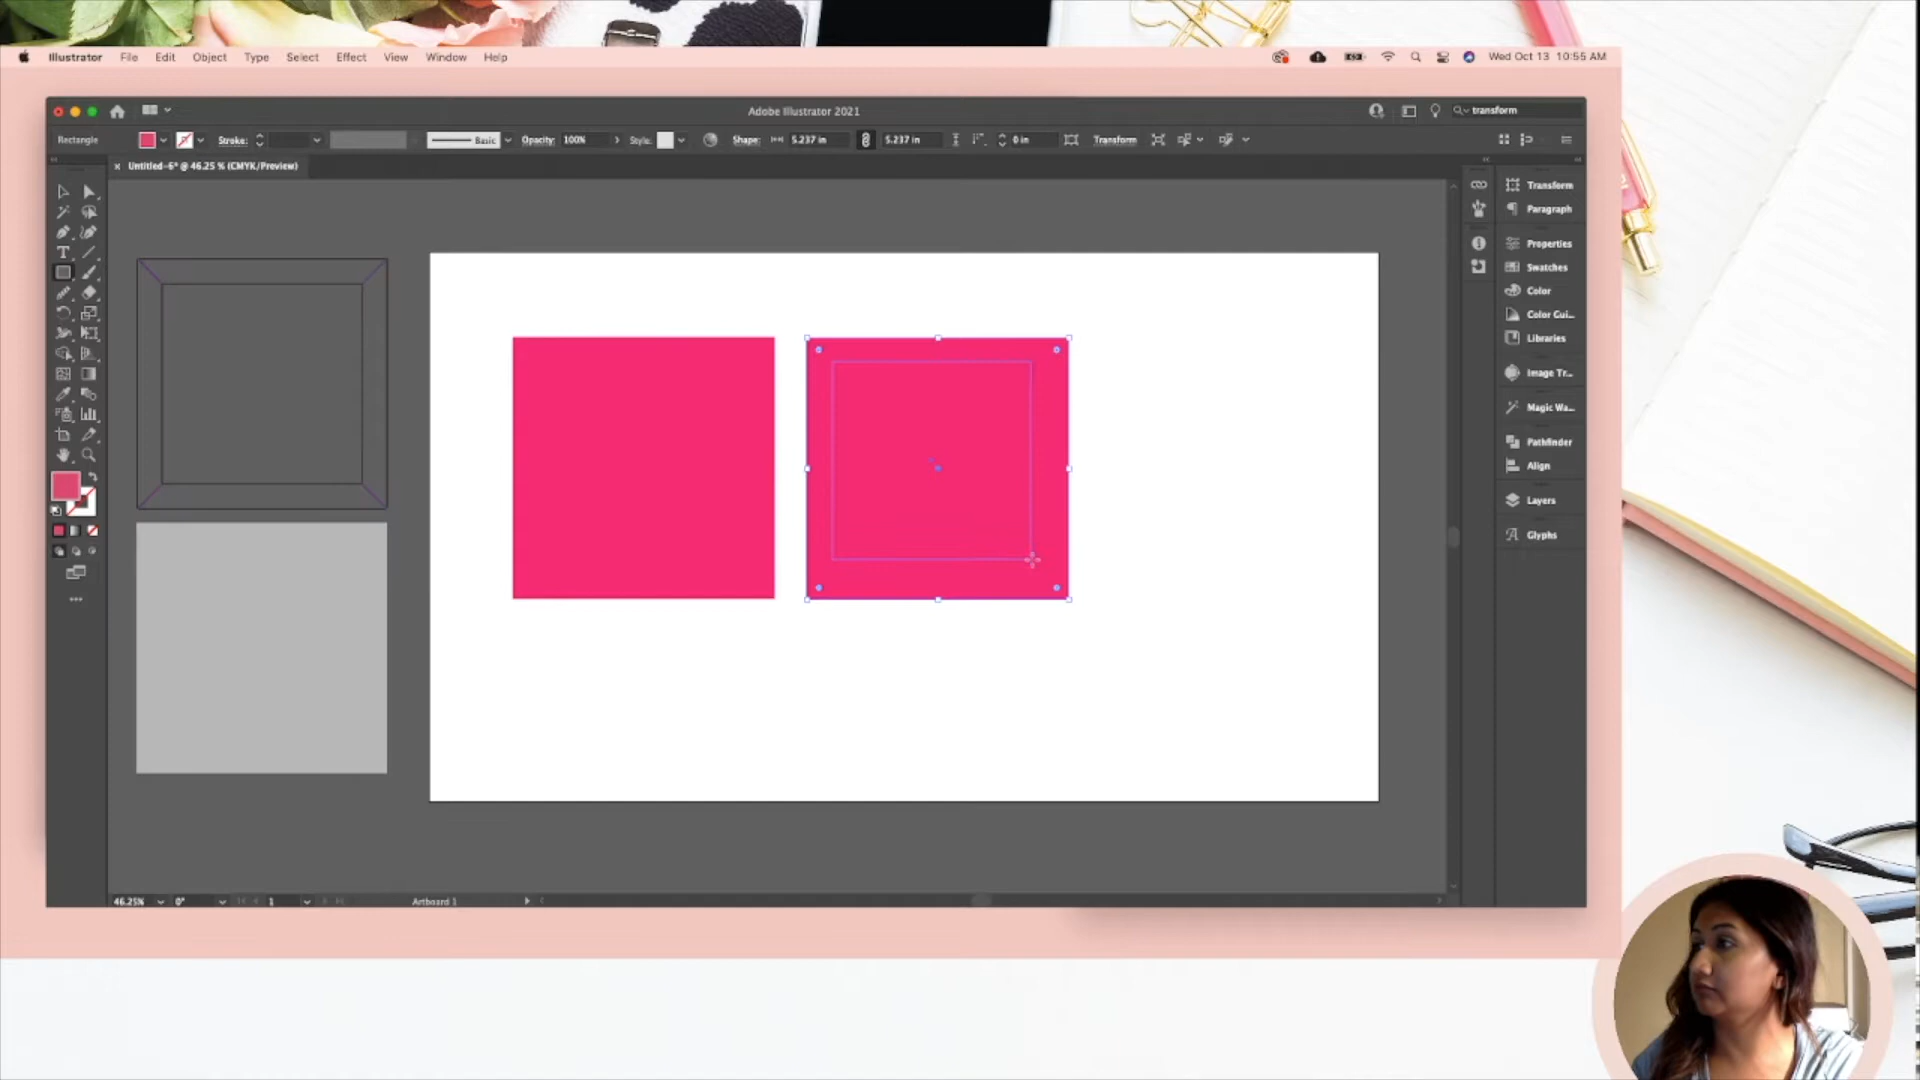 Illustrator File Edit Object Type Select Effect View Window Help
Wed Oct 13 10:55 AM
Adobe Illustrator 2021
transform
Rectangle
Stroke:
Basic
Opacity: 100%
Style:
Shape: 5.237 in
5.237 in
0 in
Transform
× Untitled-6* @ 46.25 % (CMYK/Preview)
Transform
Paragraph
Properties
Swatches
Color
Color Gui...
Libraries
Image Tr...
Magic Wa...
Pathfinder
Align
Layers
Glyphs
46.25%
0°
1
Artboard 1